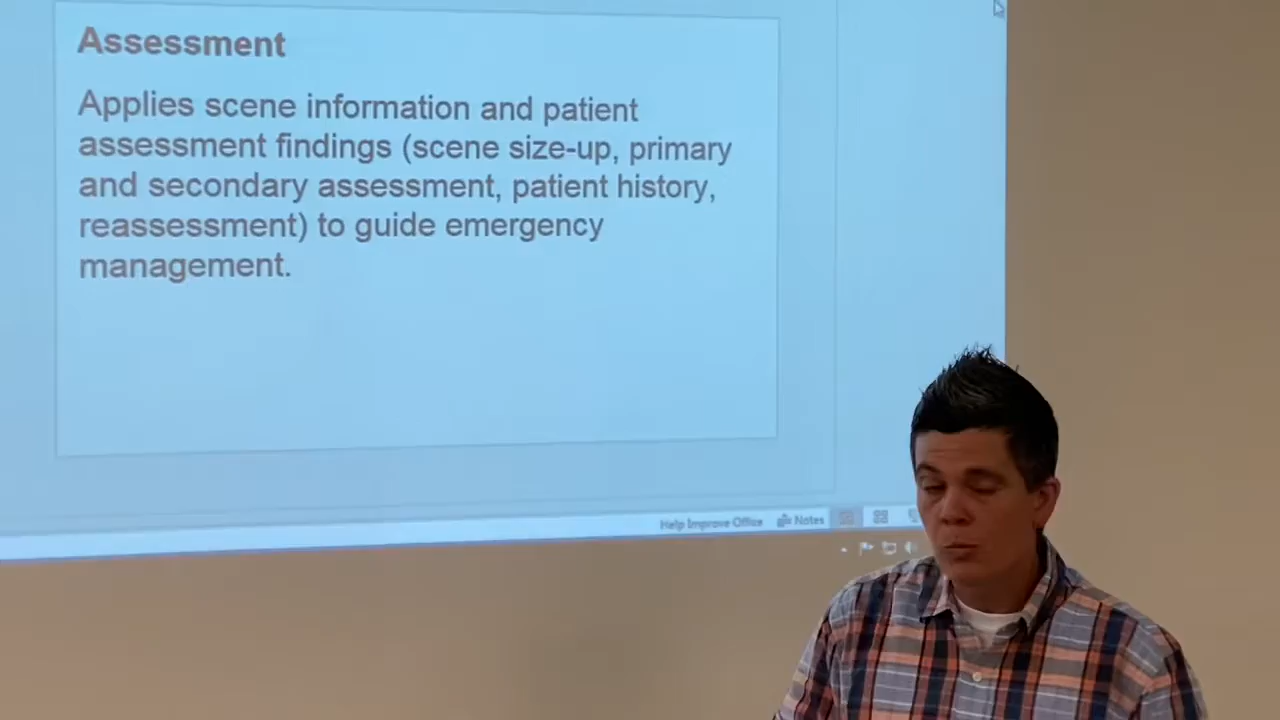 Assessment
Applies scene information and patient
assessment findings (scene size-up, primary
and secondary assessment, patient history,
reassessment) to guide emergency
management.
Help Improve Office Notes